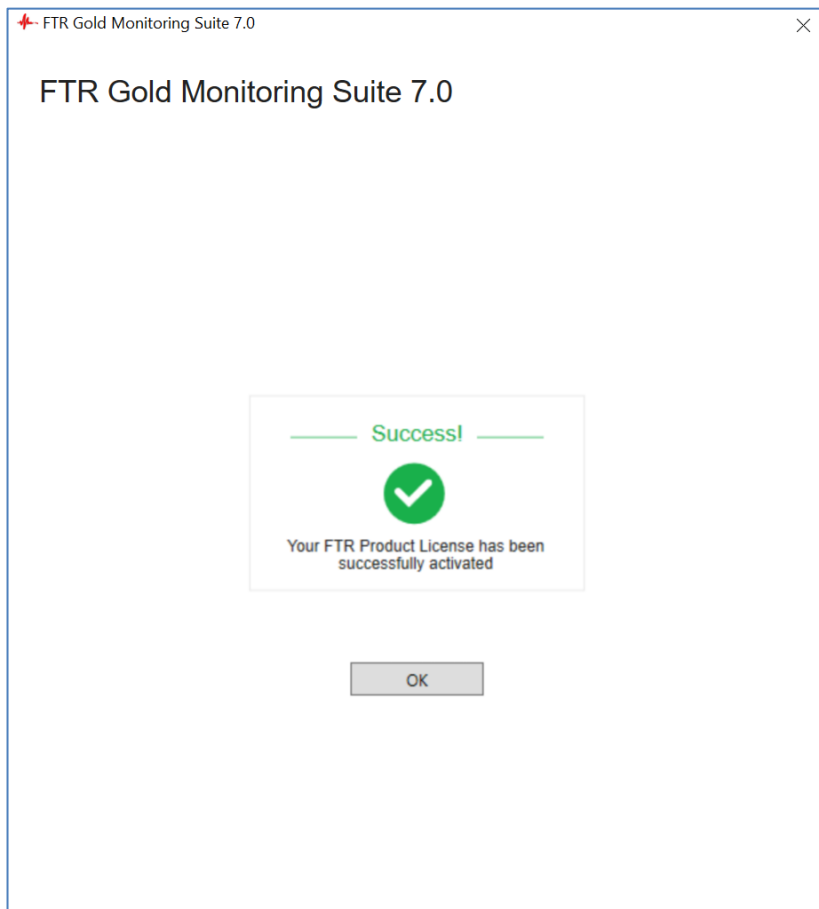 FTR Gold Monitoring Suite 7.0
FTR Gold Monitoring Suite 7.0
Success!
Your FTR Product License has been
successfully activated
OK